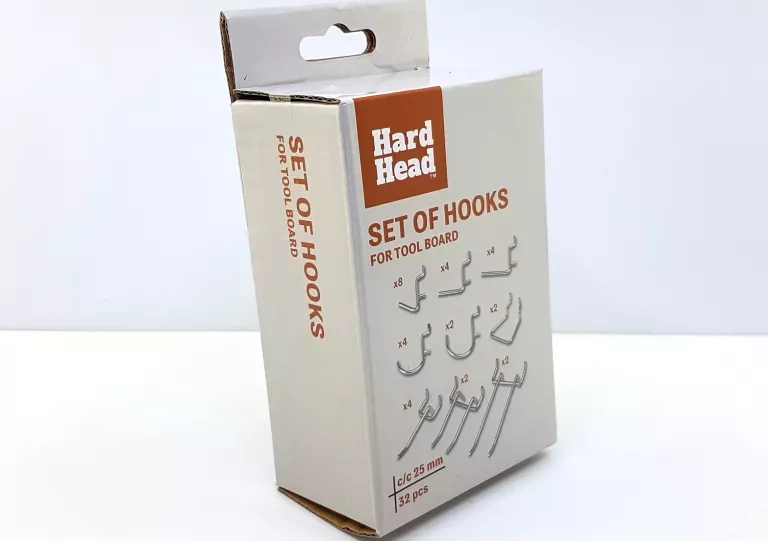 SET OF HOOKS
FOR TOOL BOARD
Hard
Head
™
SET OF HOOKS
FOR TOOL BOARD
x8
x4
x4
x4
x2
x2
x4
x2
x2
c/c 25 mm
32 pcs